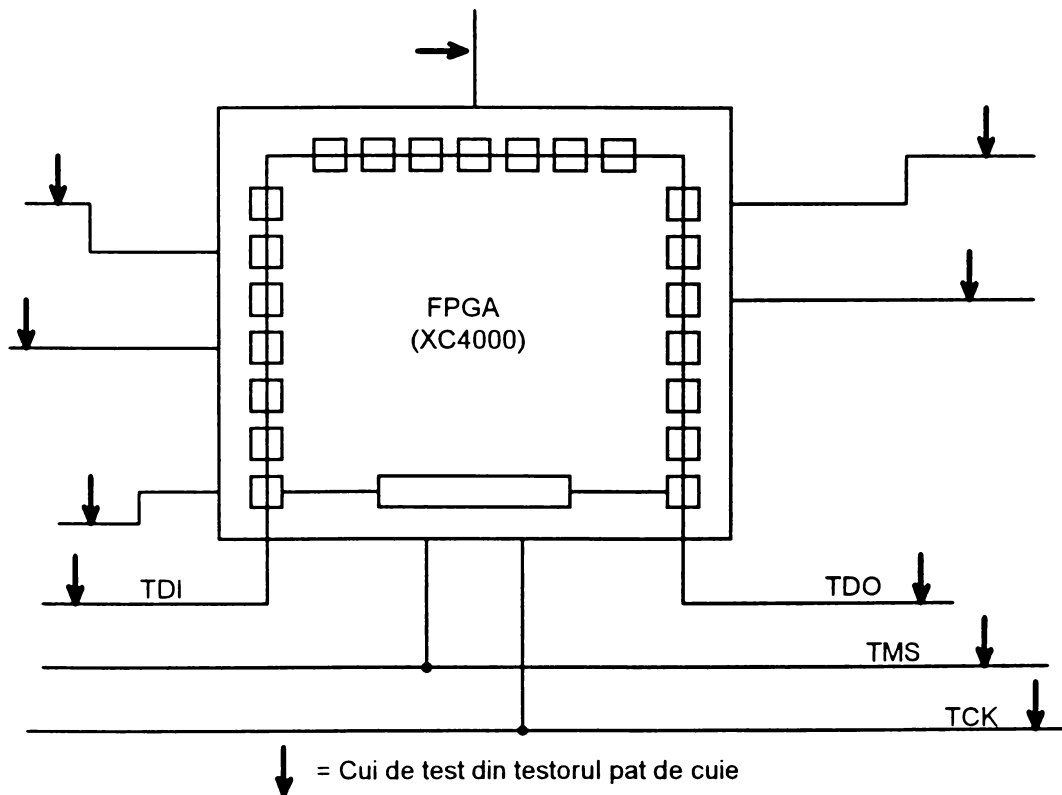 FPGA
(XC4000)
TDI
TDO
TMS
TCK
= Cui de test din testorul pat de cuie